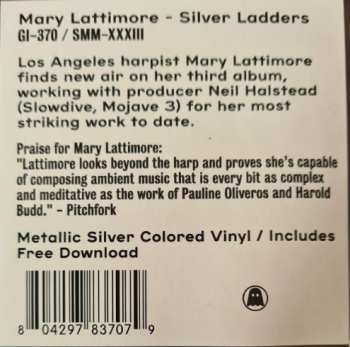 Mary Lattimore - Silver Ladders
GI-370 / SMM-XXXIII
Los Angeles harpist Mary Lattimore
finds new air on her third album,
working with producer Neil Halstead
(Slowdive, Mojave 3) for her most
striking work to date.
Praise for Mary Lattimore:
"Lattimore looks beyond the harp and proves she's capable
of composing ambient music that is every bit as complex
and meditative as the work of Pauline Oliveros and Harold
Budd." - Pitchfork
Metallic Silver Colored Vinyl / Includes
Free Download
8 04297 83707 9